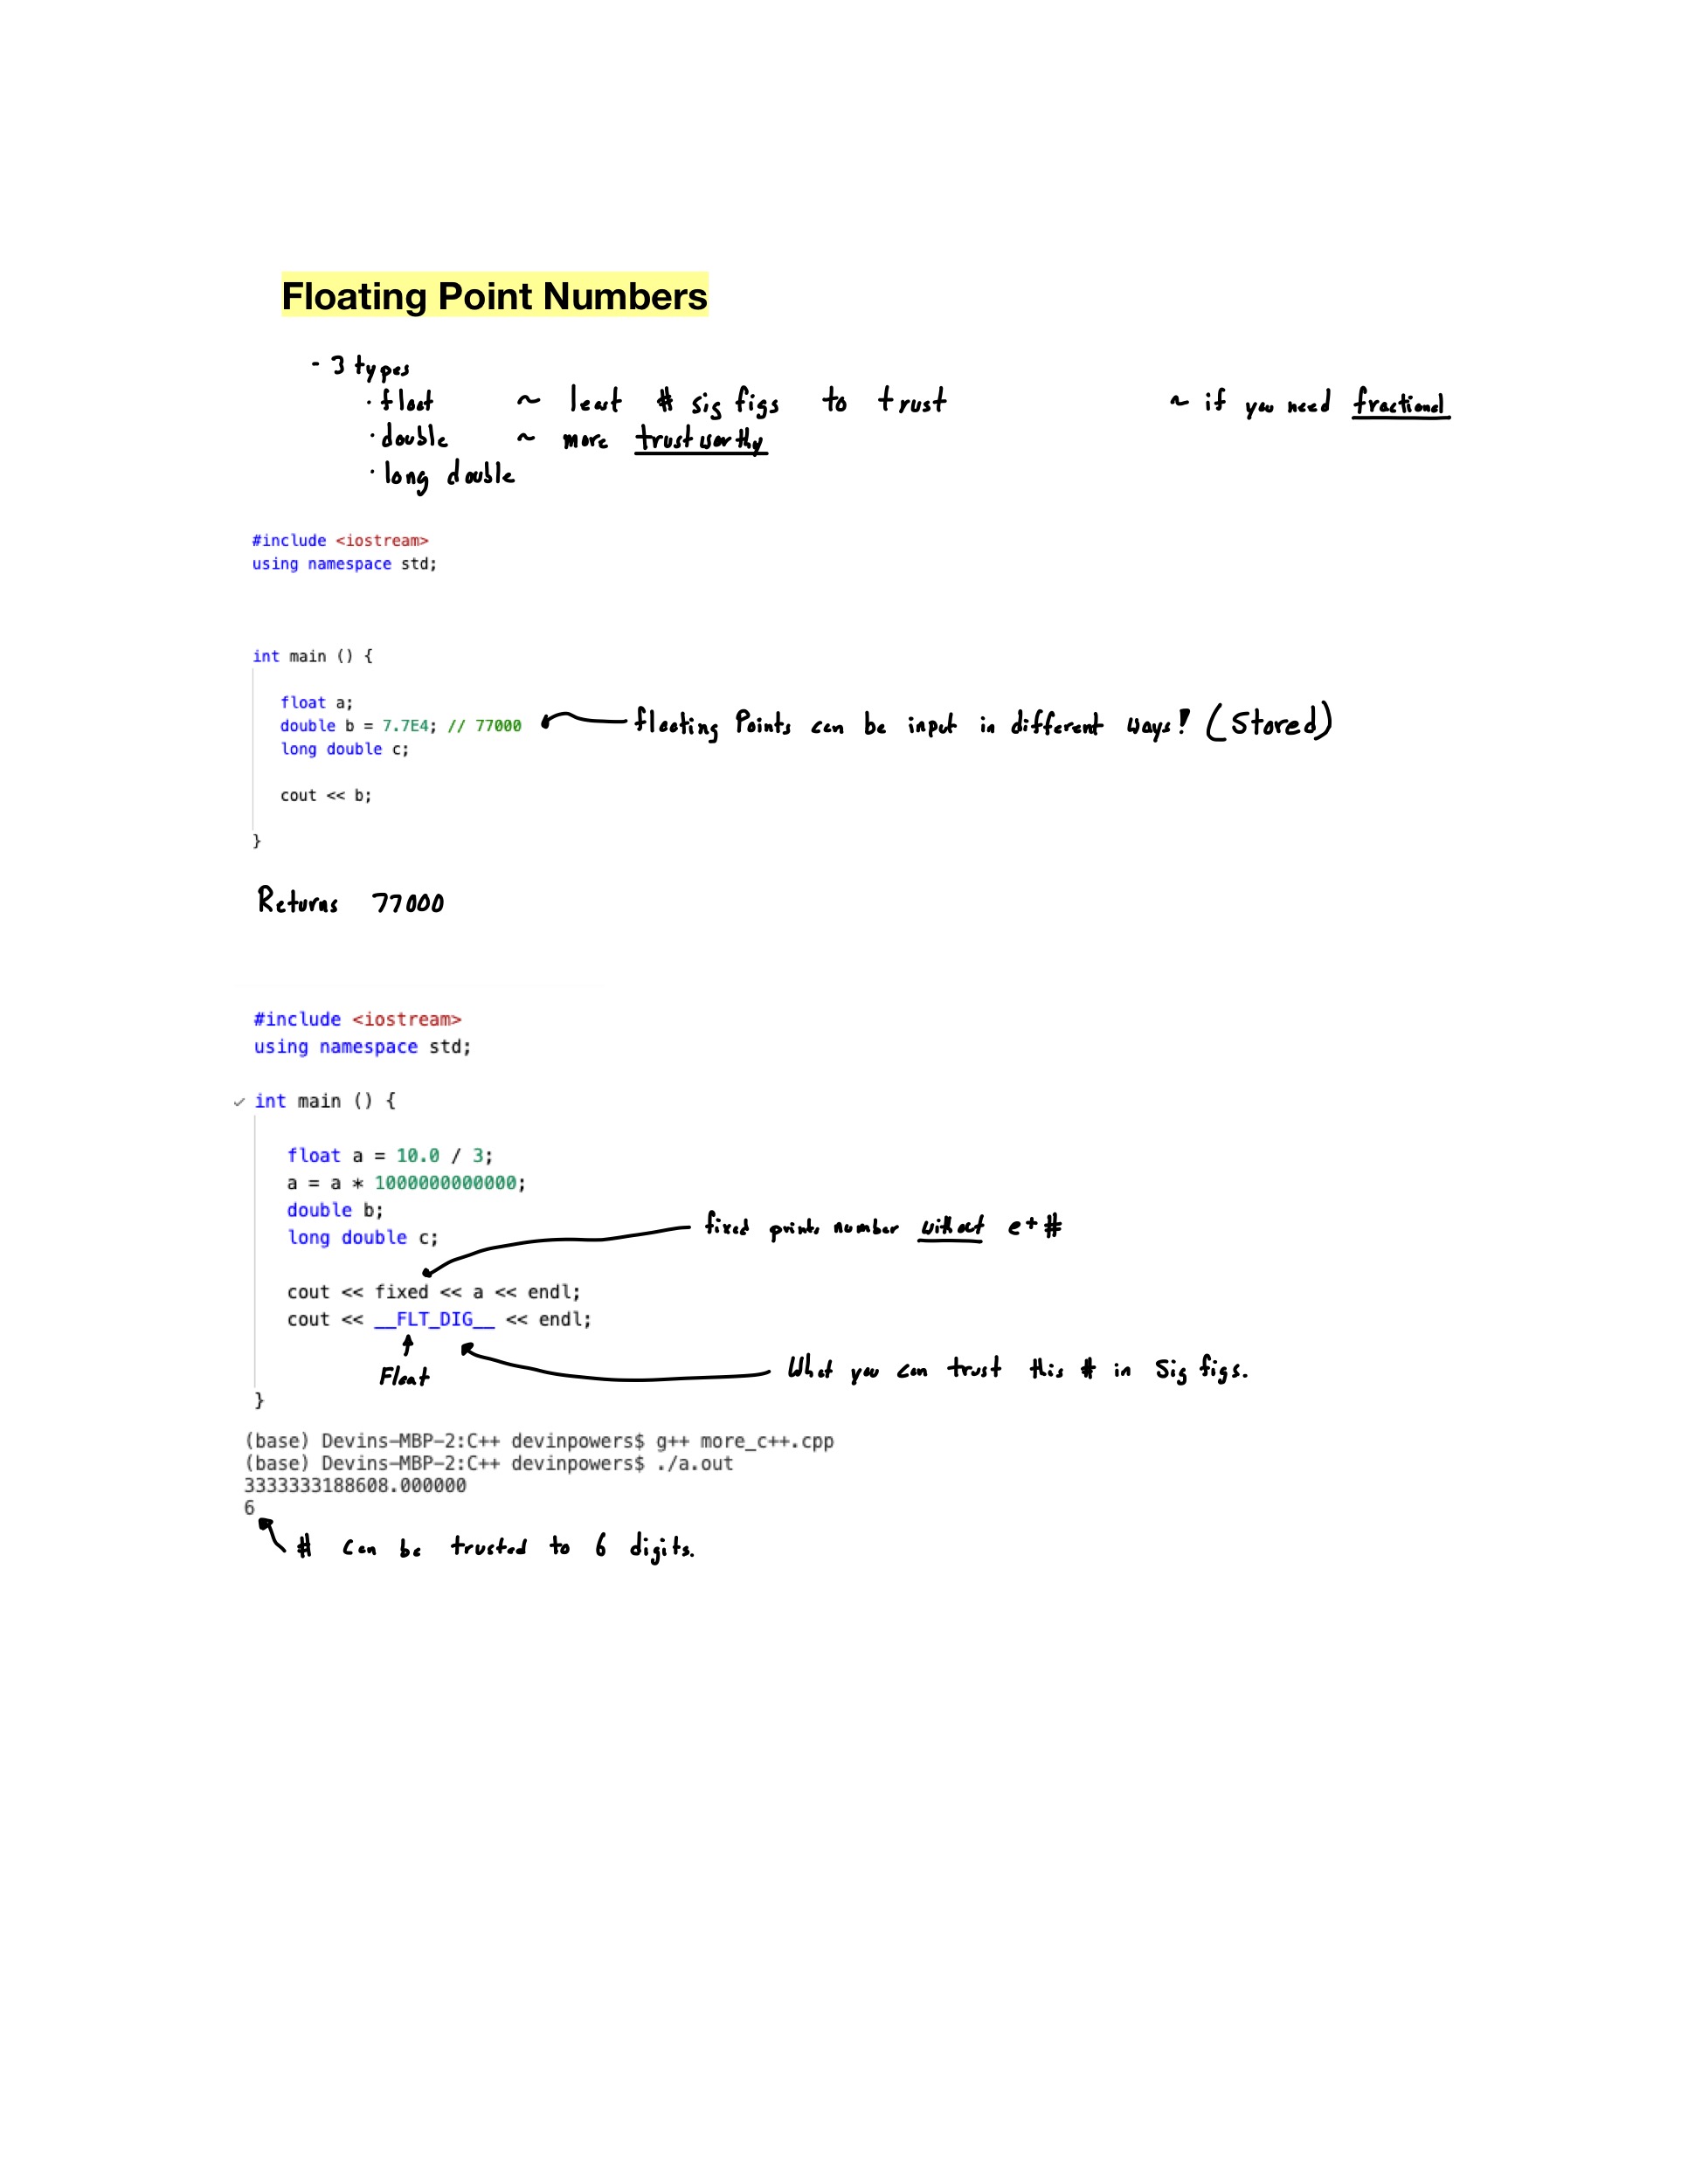 Floating Point Numbers
- 3 types
· float ~ least # sig figs to trust ~ if you need fractional
· double ~ more trustworthy
· long double
#include <iostream>
using namespace std;
int main () {
float a;
double b = 7.7E4; // 77000 floating Points can be input in different ways! (Stored)
long double c;
cout << b;
}
Returns 77000
#include <iostream>
using namespace std;
int main () {
float a = 10.0 / 3;
a = a * 1000000000000;
double b;
long double c;
fixed prints number without e+#
cout << fixed << a << endl;
cout << __FLT_DIG__ << endl;
Float What you can trust this # in Sig figs.
}
(base) Devins-MBP-2:C++ devinpowers$ g++ more_c++.cpp
(base) Devins-MBP-2:C++ devinpowers$ ./a.out
3333333188608.000000
6
# can be trusted to 6 digits.